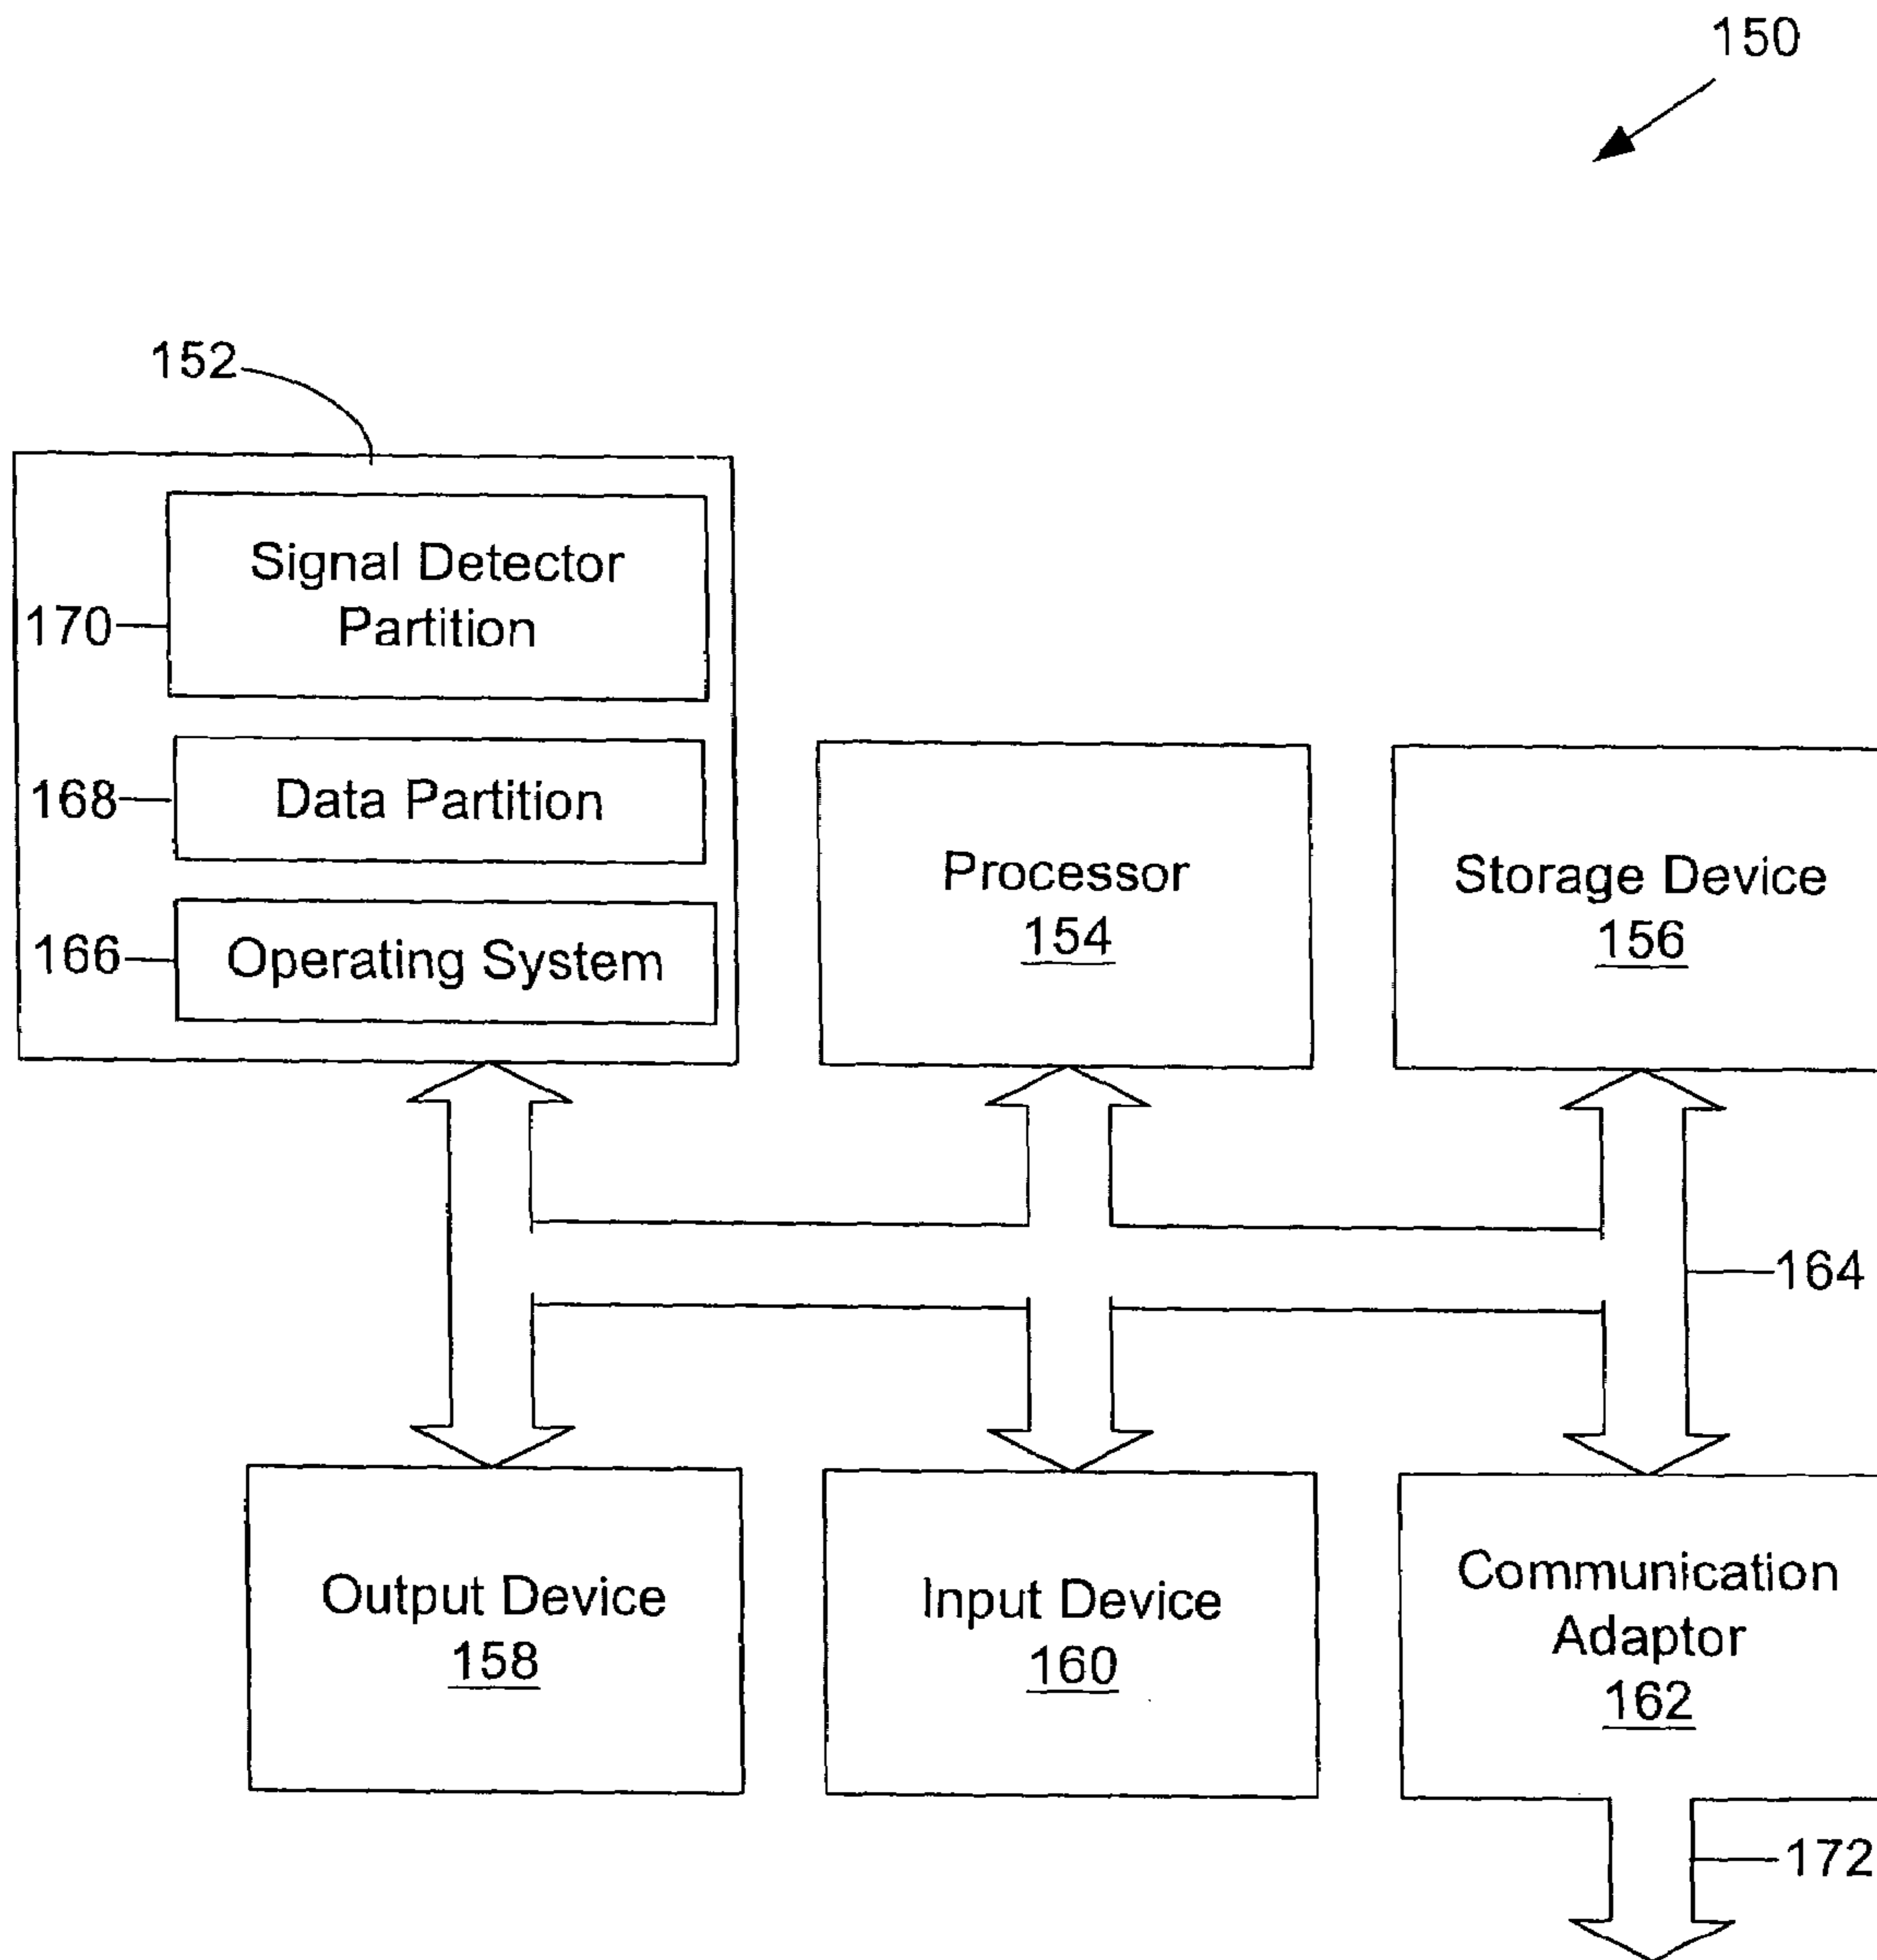 150
152
Signal Detector
Partition
170
168
Data Partition
166
Operating System
Processor
154
Storage Device
156
164
Output Device
158
Input Device
160
Communication
Adaptor
162
172